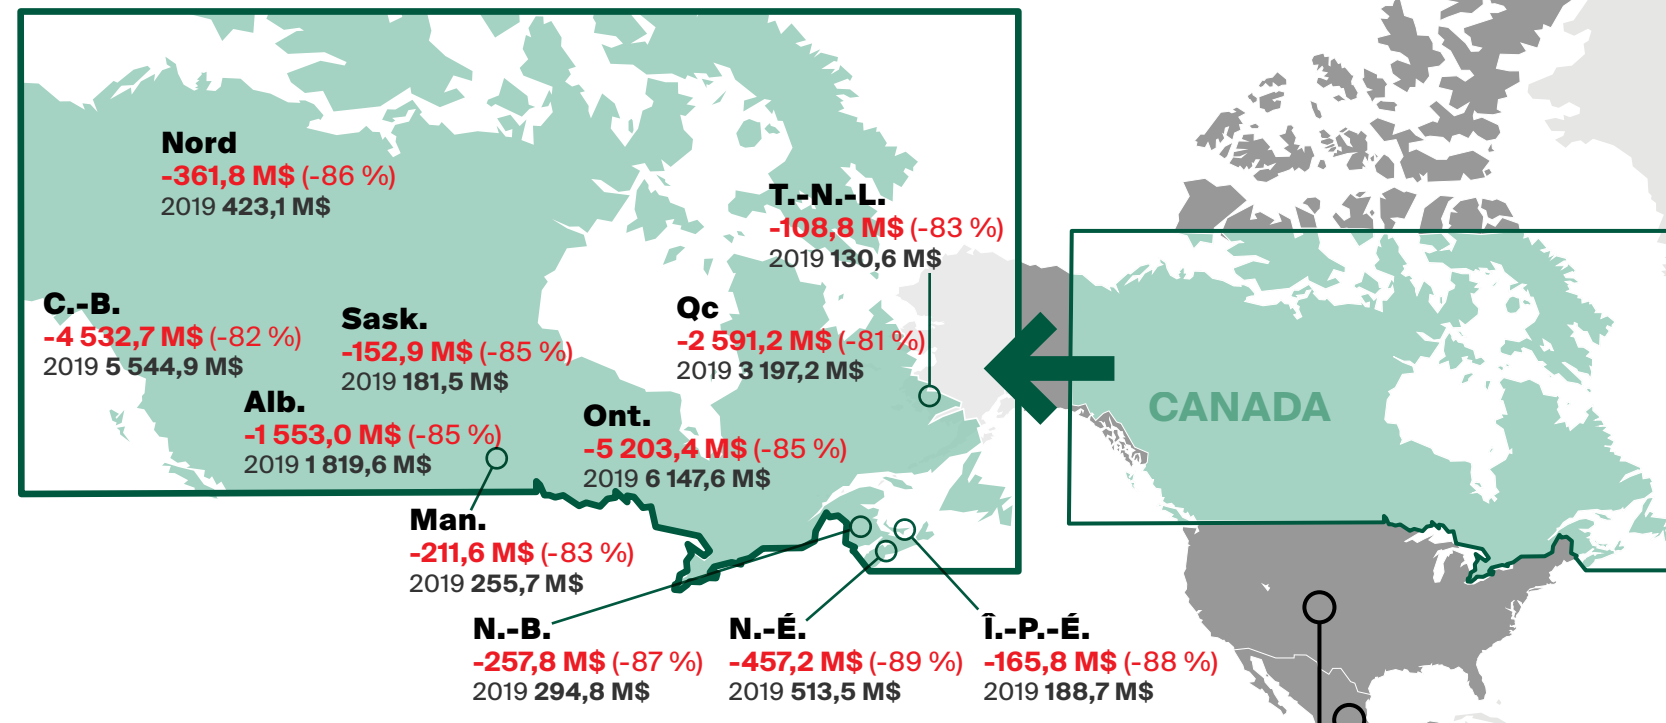 Nord
-361,8 M$ (-86 %)
2019 423,1 M$
T.-N.-L.
-108,8 M$ (-83 %)
2019 130,6 M$
C.-B.
-4 532,7 M$ (-82 %)
2019 5 544,9 M$
Sask.
-152,9 M$ (-85 %)
2019 181,5 M$
Qc
-2 591,2 M$ (-81 %)
2019 3 197,2 M$
Alb.
-1 553,0 M$ (-85 %)
2019 1 819,6 M$
Ont.
-5 203,4 M$ (-85 %)
2019 6 147,6 M$
CANADA
Man.
-211,6 M$ (-83 %)
2019 255,7 M$
N.-B.
-257,8 M$ (-87 %)
2019 294,8 M$
N.-É.
-457,2 M$ (-89 %)
2019 513,5 M$
Î.-P.-É.
-165,8 M$ (-88 %)
2019 188,7 M$